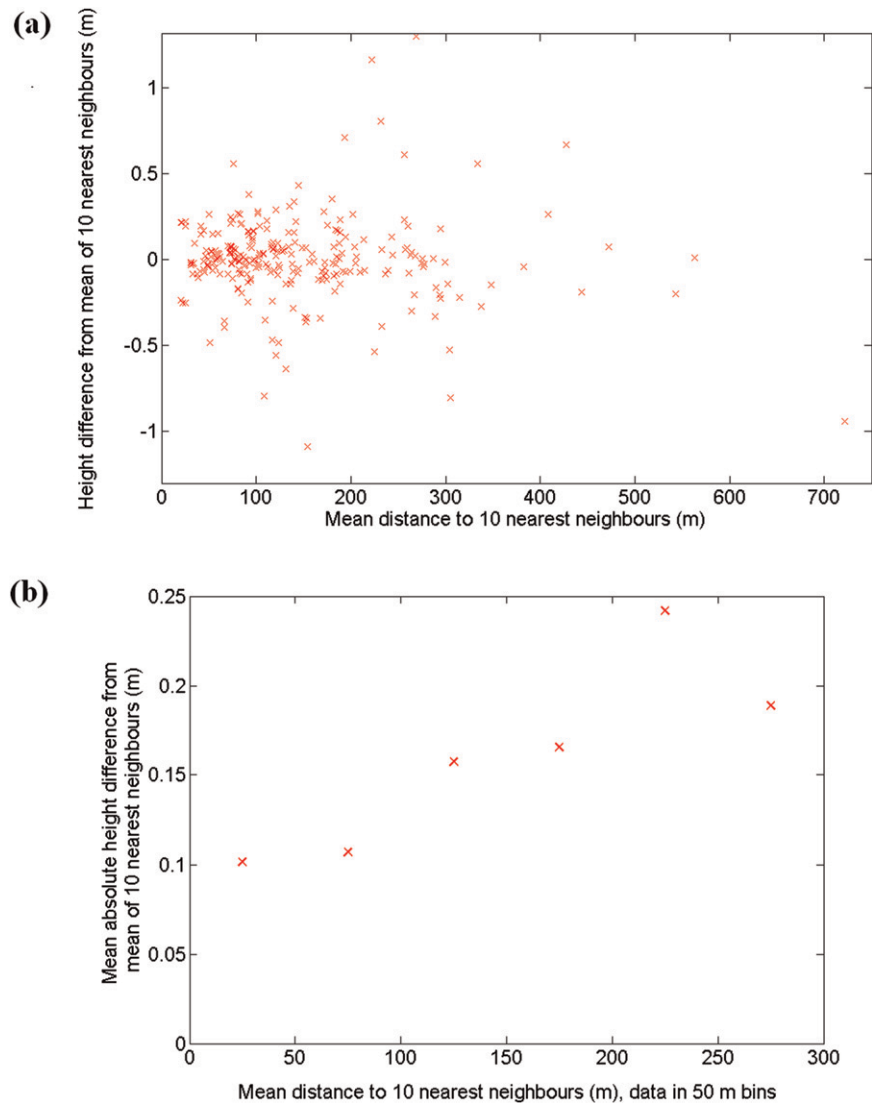 (a)
Height difference from mean of 10 nearest neighbours (m)
1
0.5
0
-0.5
-1
0 100 200 300 400 500 600 700
Mean distance to 10 nearest neighbours (m)
(b)
Mean absolute height difference from
mean of 10 nearest neighbours (m)
0.25
0.2
0.15
0.1
0.05
0
0 50 100 150 200 250 300
Mean distance to 10 nearest neighbours (m), data in 50 m bins